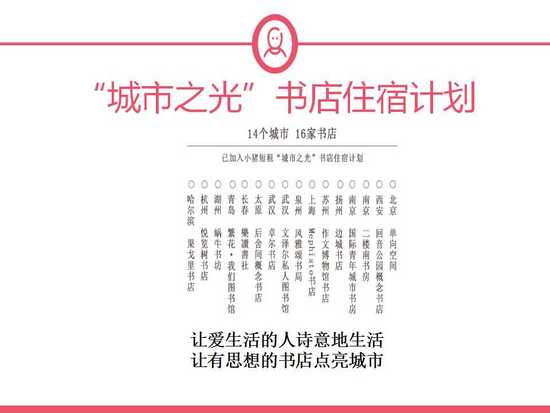 “城市之光”书店住宿计划
14个城市 16家书店
已加入小猪短租“城市之光”书店住宿计划
○ 北京 单向空间
○ 西安 回音公园概念书店
○ 南京 二楼南书房
○ 南京 国际青年城市书房
○ 扬州 边城书店
○ 苏州 作文博物馆书店
○ 上海 Mephisto书店
○ 泉州 风雅颂书局
○ 武汉 文泽尔私人图书馆
○ 武汉 卓尔书店
○ 太原 后舍间概念书店
○ 长春 樂讀書社
○ 青岛 繁花·我们图书馆
○ 湖州 蜗牛书坊
○ 杭州 悦览树书店
○ 哈尔滨 果戈里书店
让爱生活的人诗意地生活
让有思想的书店点亮城市